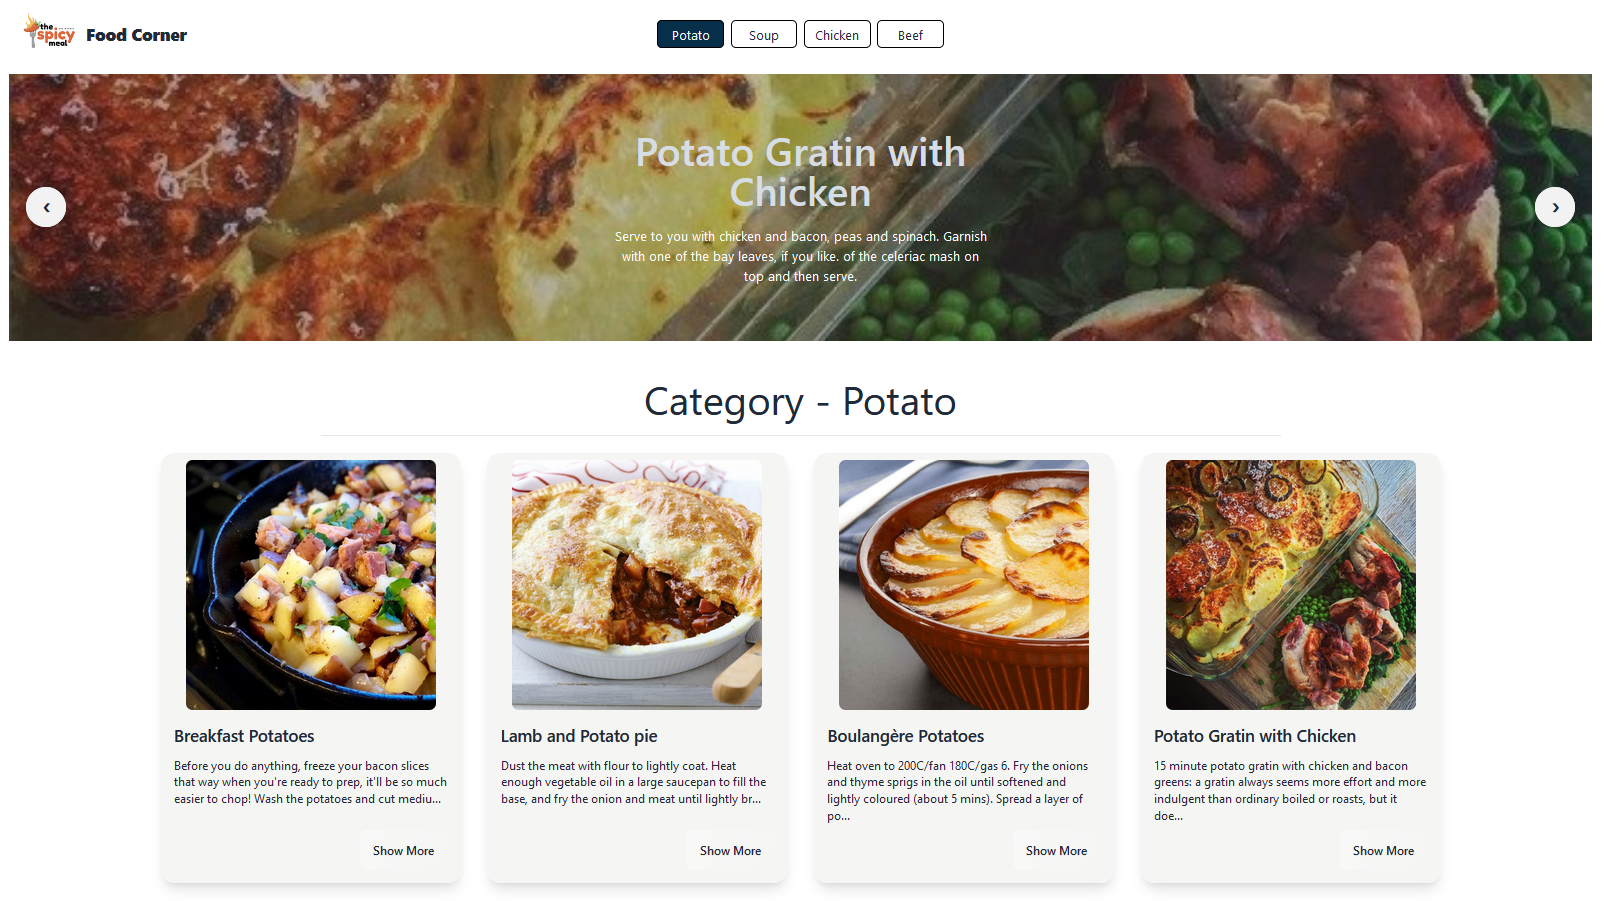 the
spicy
meal
Food Corner
Potato
Soup
Chicken
Beef
Potato Gratin with
Chicken
Serve to you with chicken and bacon, peas and spinach. Garnish
with one of the bay leaves, if you like. of the celeriac mash on
top and then serve.
‹
›
Category - Potato
Breakfast Potatoes
Before you do anything, freeze your bacon slices
that way when you're ready to prep, it'll be so much
easier to chop! Wash the potatoes and cut mediu...
Show More
Lamb and Potato pie
Dust the meat with flour to lightly coat. Heat
enough vegetable oil in a large saucepan to fill the
base, and fry the onion and meat until lightly br...
Show More
Boulangère Potatoes
Heat oven to 200C/fan 180C/gas 6. Fry the onions
and thyme sprigs in the oil until softened and
lightly coloured (about 5 mins). Spread a layer of
po...
Show More
Potato Gratin with Chicken
15 minute potato gratin with chicken and bacon
greens: a gratin always seems more effort and more
indulgent than ordinary boiled or roasts, but it
doe...
Show More